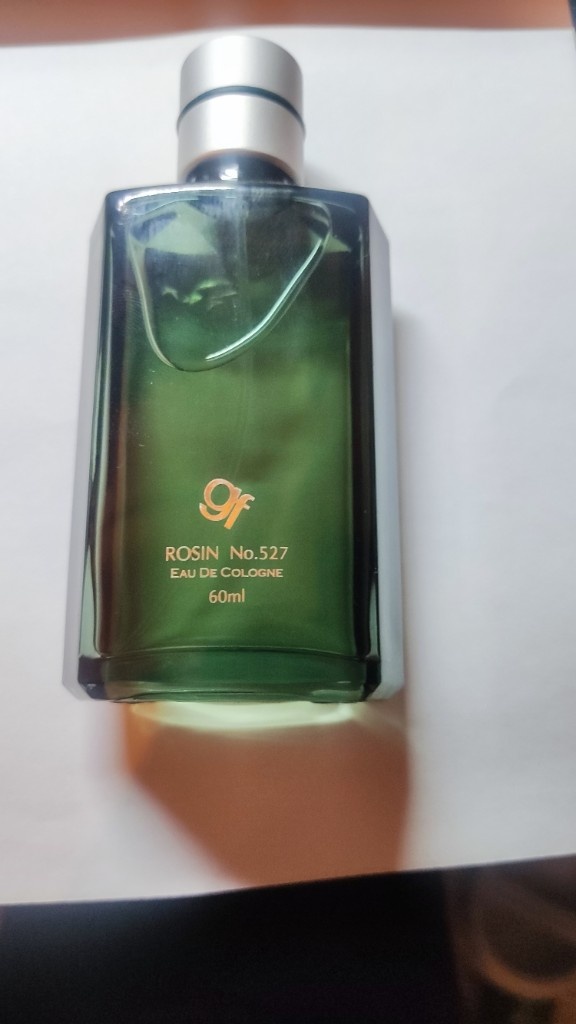 gf
ROSIN No.527
EAU DE COLOGNE
60ml